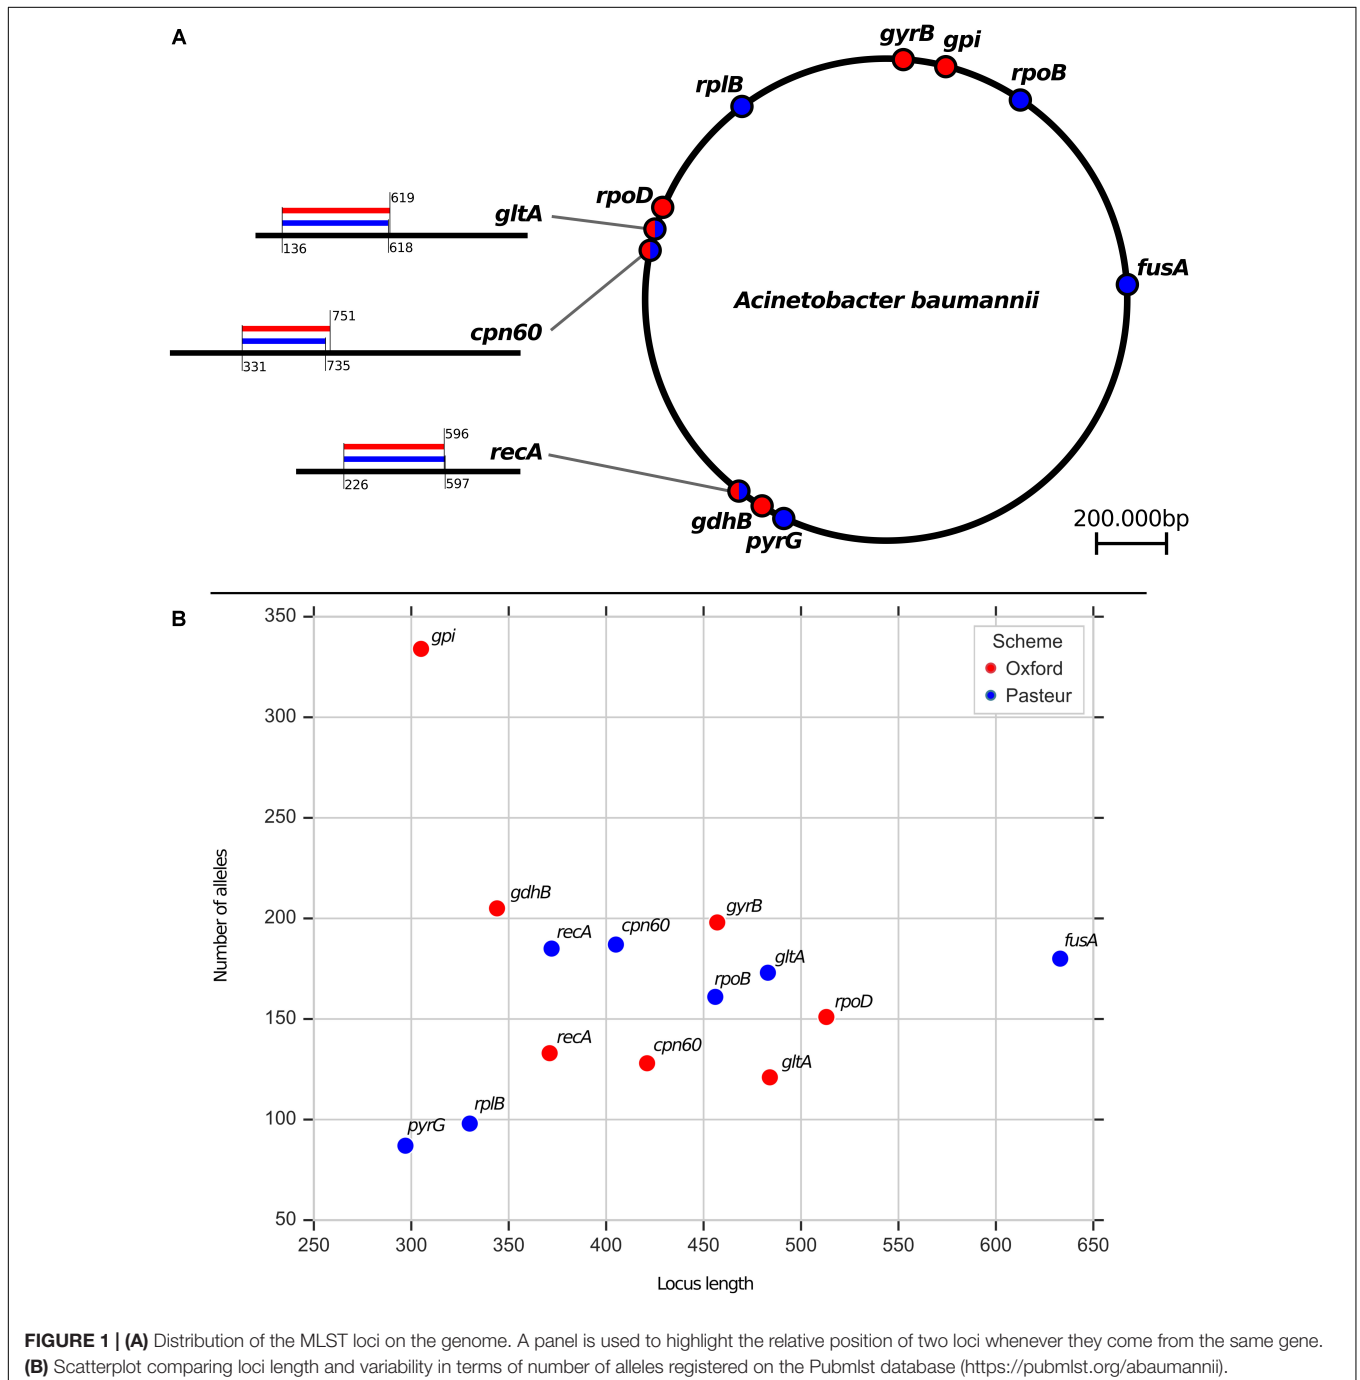 A
gyrB
gpi
rpoB
rplB
rpoD
gltA
619
136
618
fusA
Acinetobacter baumannii
cpn60
751
331
735
recA
596
226
597
gdhB
pyrG
200.000bp
B
350
300
250
200
150
100
50
Number of alleles
gpi
Scheme
Oxford
Pasteur
gdhB
recA
cpn60
gyrB
gltA
rpoB
fusA
rpoD
recA
cpn60
gltA
rplB
pyrG
250
300
350
400
450
500
550
600
650
Locus length
FIGURE 1 | (A) Distribution of the MLST loci on the genome. A panel is used to highlight the relative position of two loci whenever they come from the same gene.
(B) Scatterplot comparing loci length and variability in terms of number of alleles registered on the Pubmlst database (https://pubmlst.org/abaumannii).